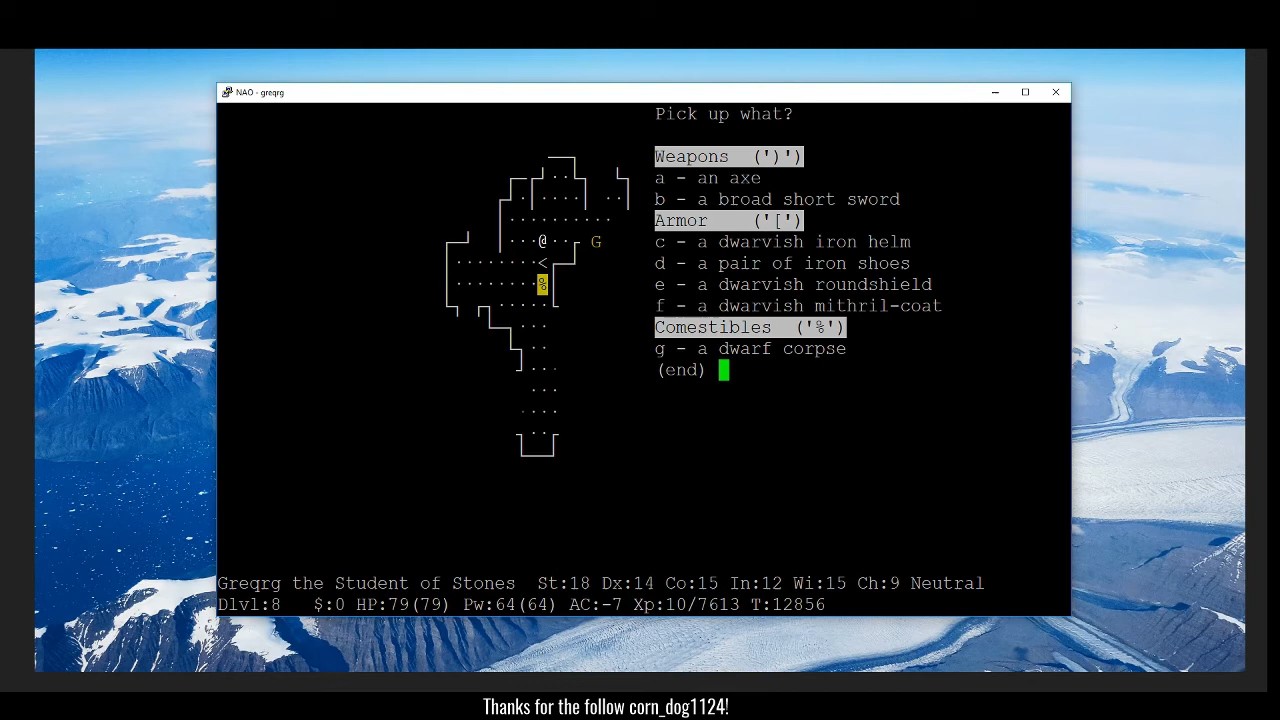 NAO - greqrg
Pick up what?
Weapons (')')
a - an axe
b - a broad short sword
Armor ('[')
c - a dwarvish iron helm
d - a pair of iron shoes
e - a dwarvish roundshield
f - a dwarvish mithril-coat
Comestibles ('%')
g - a dwarf corpse
(end)
@ G
<
%
Greqrg the Student of Stones St:18 Dx:14 Co:15 In:12 Wi:15 Ch:9 Neutral
Dlvl:8 $:0 HP:79(79) Pw:64(64) AC:-7 Xp:10/7613 T:12856
Thanks for the follow corn_dog1124!